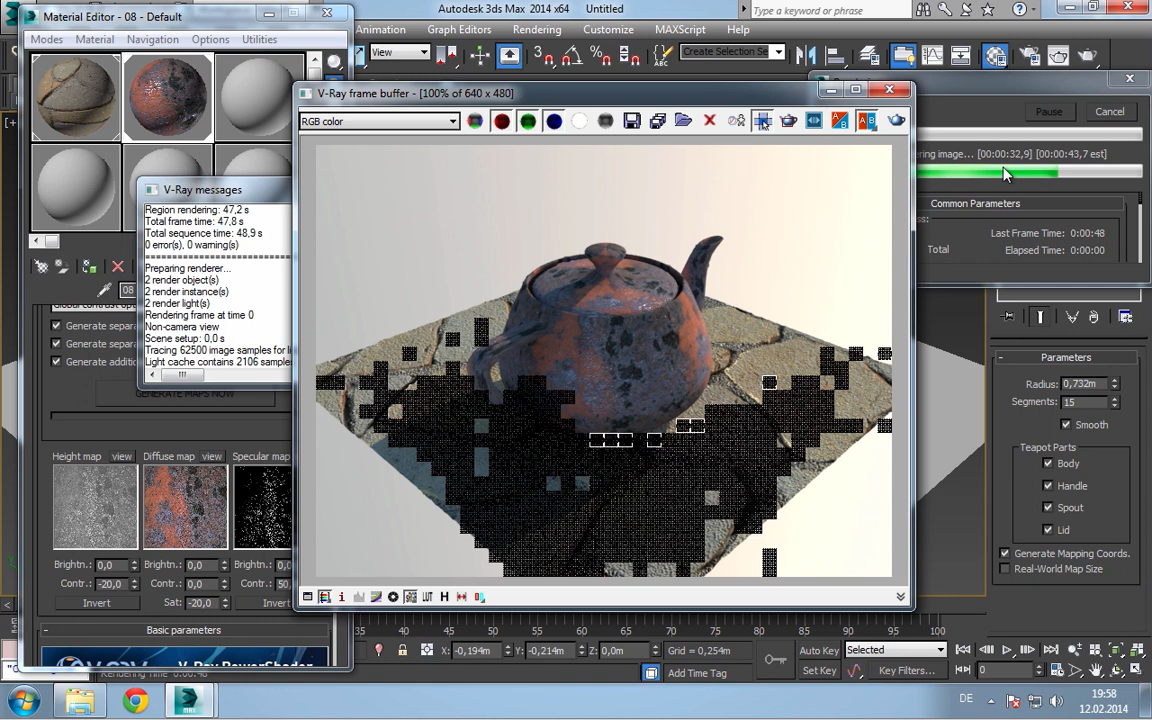 Material Editor - 08 - Default
Autodesk 3ds Max 2014 x64
Untitled
Type a keyword or phrase
Modes
Material
Navigation
Options
Utilities
Animation
Graph Editors
Rendering
Customize
MAXScript
Help
View
Create Selection Se
V-Ray frame buffer - [100% of 640 x 480]
RGB color
Pause
Cancel
ering image... [00:00:32,9] [00:00:43,7 est]
Common Parameters
ss:
Last Frame Time: 0:00:48
Total
Elapsed Time: 0:00:00
V-Ray messages
Region rendering: 47,2 s
Total frame time: 47,8 s
Total sequence time: 48,9 s
0 error(s), 0 warning(s)
Preparing renderer...
2 render object(s)
2 render instance(s)
2 render light(s)
Rendering frame at time 0
Non-camera view
Scene setup: 0,0 s
Tracing 62500 image samples for li
Light cache contains 2106 samples
08
Generate separa
Generate separa
Generate additio
GENERATE MAPS NOW
Height map
view
Diffuse map
view
Specular map
Brightn.: 0,0
Brightn.: 0,0
Brightn.: 0,0
Contr.: -20,0
Contr.: 0,0
Contr.: 50,
Invert
Sat: -20,0
Invert
Basic parameters
V-Ray PowerShader
Parameters
Radius: 0,732m
Segments: 15
Smooth
Teapot Parts
Body
Handle
Spout
Lid
Generate Mapping Coords.
Real-World Map Size
LUT
H
35 40 45 50 55 60 65 70 75 80 85 90 95 100
X: -0,194m
Y: -0,214m
Z: 0,0m
Grid = 0,254m
Auto Key
Selected
Add Time Tag
Set Key
Key Filters...
0
DE
19:58
12.02.2014